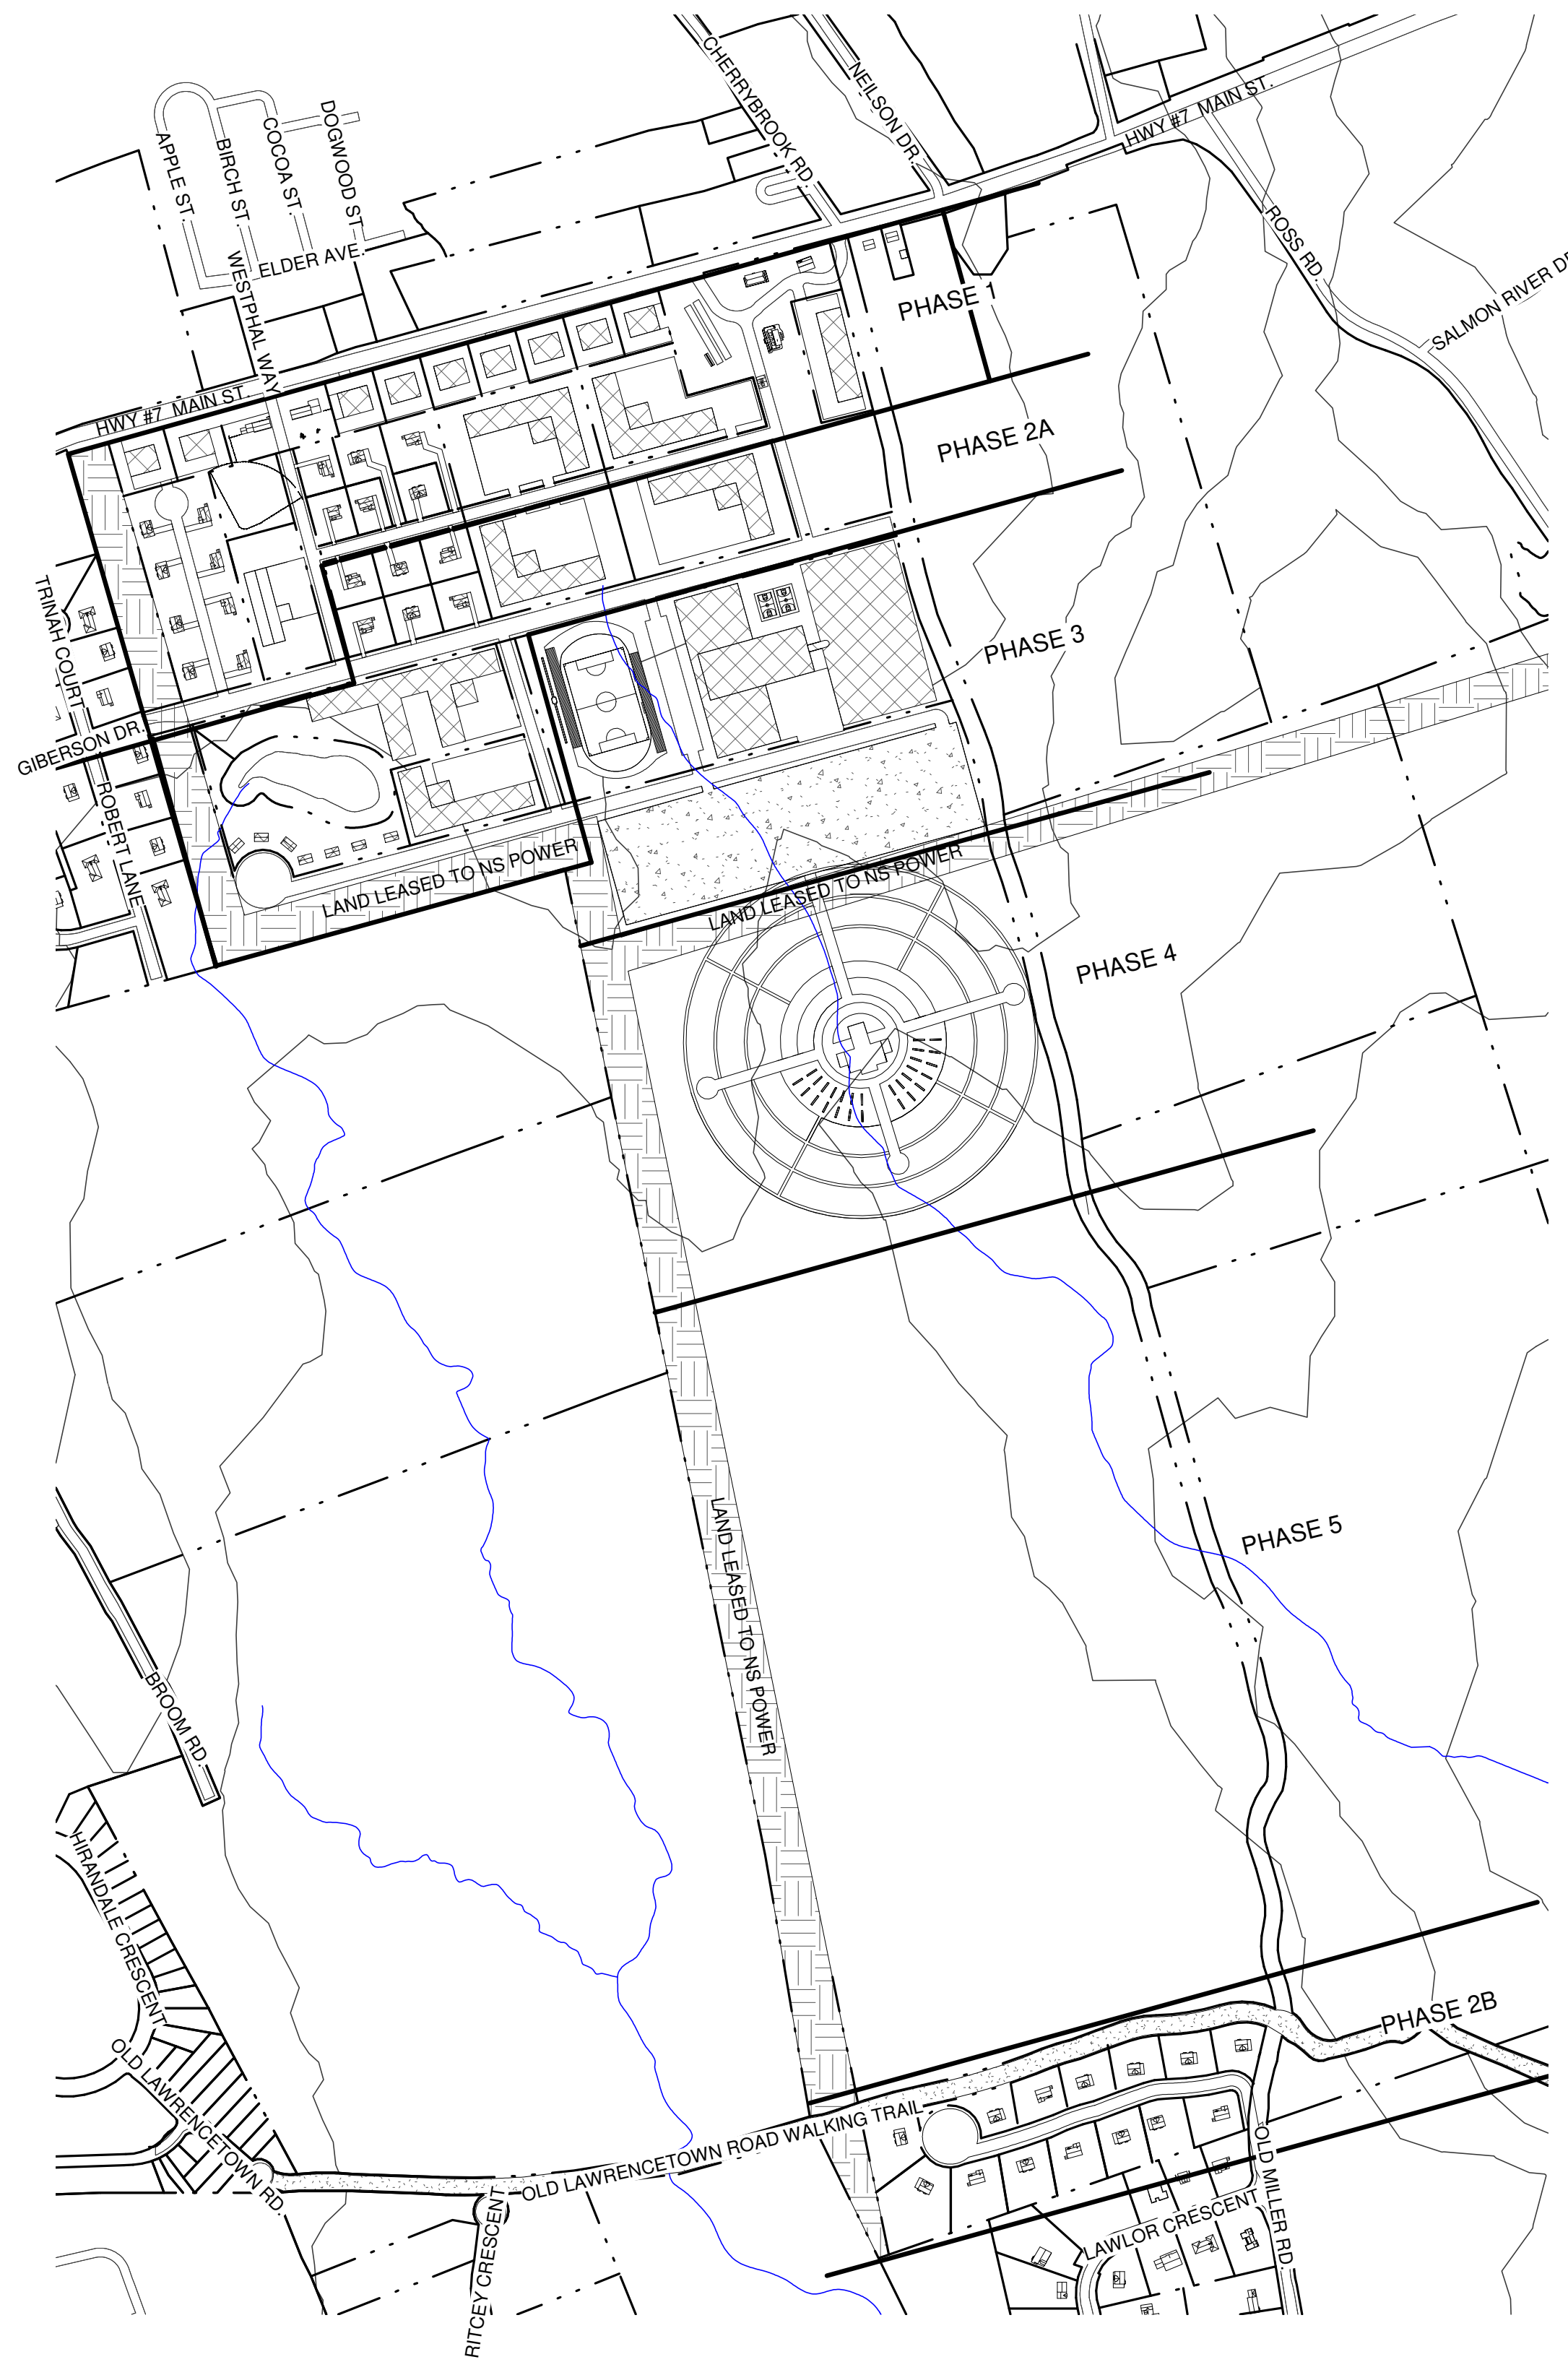 CHERRYBROOK RD.
NEILSON DR.
HWY #7 MAIN ST.
APPLE ST.
BIRCH ST.
COCOA ST.
DOGWOOD ST.
ELDER AVE.
WESTPHAL WAY
ROSS RD.
SALMON RIVER DR
PHASE 1
HWY #7 MAIN ST.
PHASE 2A
TRINAH COURT
PHASE 3
GIBERSON DR.
ROBERT LANE
LAND LEASED TO NS POWER
LAND LEASED TO NS POWER
PHASE 4
LAND LEASED TO NS POWER
PHASE 5
BROOM RD.
HIRANDALE CRESCENT
PHASE 2B
OLD LAWRENCETOWN RD.
OLD LAWRENCETOWN ROAD WALKING TRAIL
RITCEY CRESCENT
LAWLOR CRESCENT
OLD MILLER RD.